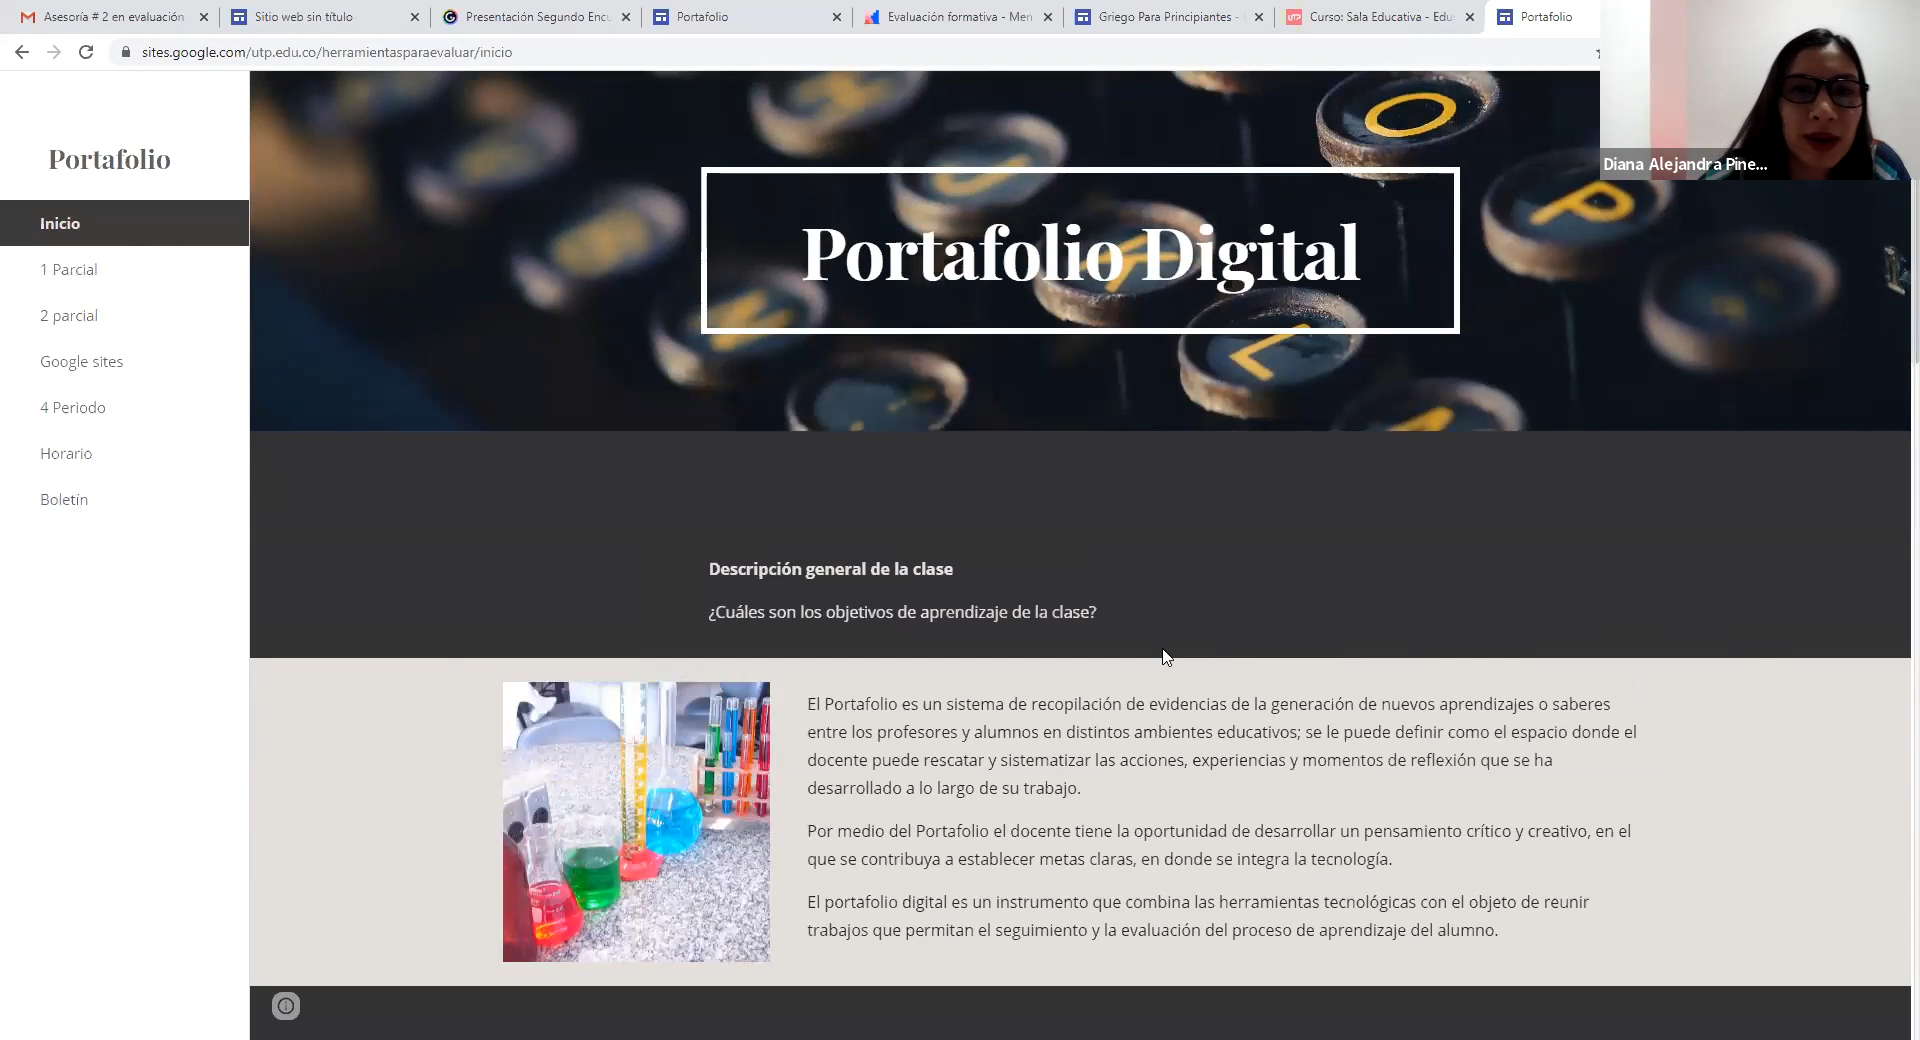 Asesoría # 2 en evaluación
Sitio web sin título
Presentación Segundo Encu
Portafolio
Evaluación formativa - Men
Griego Para Principiantes -
Curso: Sala Educativa - Edu
Portafolio
sites.google.com/utp.edu.co/herramientasparaevaluar/inicio
Diana Alejandra Pine...
Portafolio
Inicio
1 Parcial
2 parcial
Google sites
4 Periodo
Horario
Boletín
Portafolio Digital
Descripción general de la clase
¿Cuáles son los objetivos de aprendizaje de la clase?
El Portafolio es un sistema de recopilación de evidencias de la generación de nuevos aprendizajes o saberes
entre los profesores y alumnos en distintos ambientes educativos; se le puede definir como el espacio donde el
docente puede rescatar y sistematizar las acciones, experiencias y momentos de reflexión que se ha
desarrollado a lo largo de su trabajo.
Por medio del Portafolio el docente tiene la oportunidad de desarrollar un pensamiento crítico y creativo, en el
que se contribuya a establecer metas claras, en donde se integra la tecnología.
El portafolio digital es un instrumento que combina las herramientas tecnológicas con el objeto de reunir
trabajos que permitan el seguimiento y la evaluación del proceso de aprendizaje del alumno.